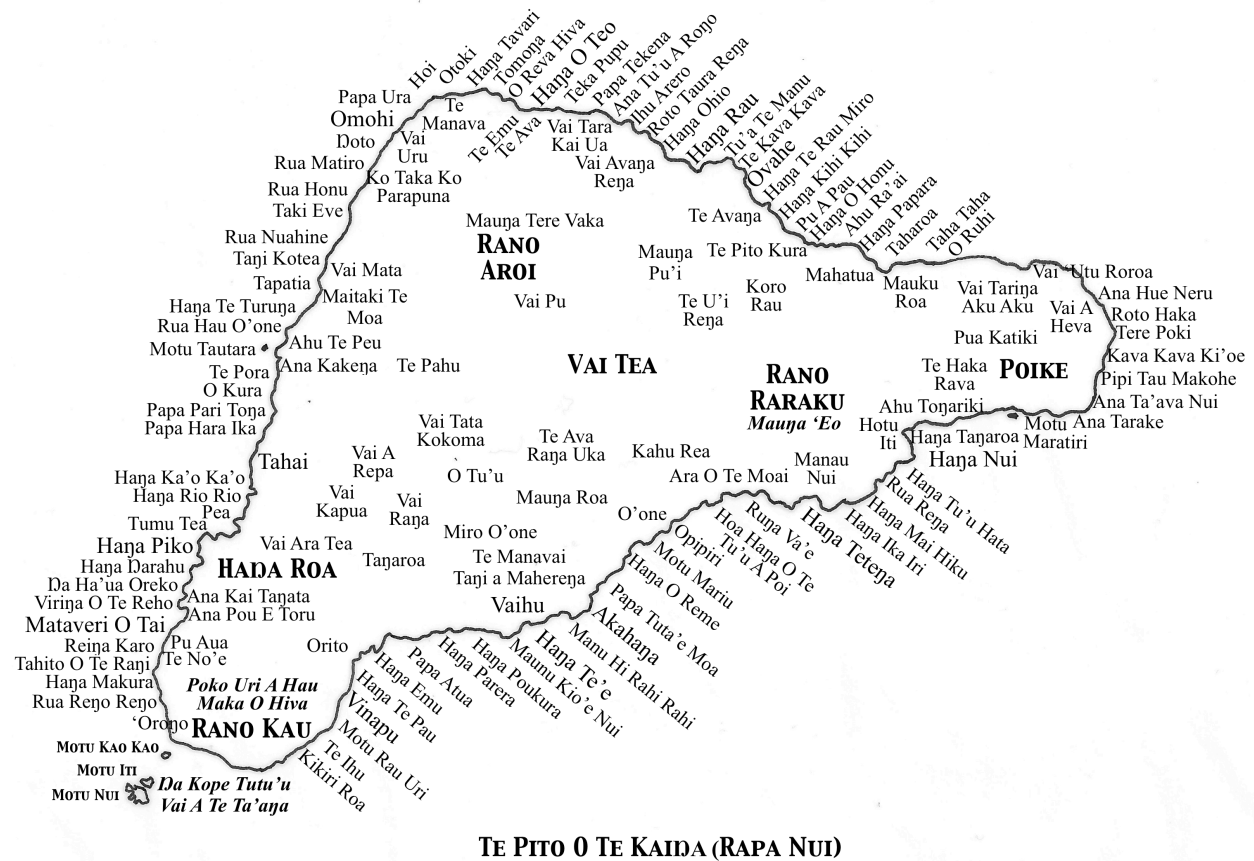 Hoi
Otoki
Haŋa Tavari
Tomoŋa
O Reva Hiva
Haŋa O Teo
Teka Pupu
Papa Tekena
Ana Tu'u A Roŋo
Ihu Arero
Roto Taura Reŋa
Haŋa Ohio
Haŋa Rau
Tu'a Te Manu
Te Kava Kava
Ovahe
Haŋa Te Rau Miro
Haŋa Kihi Kihi
Pu A Pau
Haŋa O Honu
Ahu Ra'ai
Haŋa Papara
Taharoa
Taha Taha
O Ruhi
Papa Ura
Omohi
Ŋoto
Rua Matiro
Rua Honu
Taki Eve
Rua Nuahine
Taŋi Kotea
Tapatia
Haŋa Te Turuŋa
Rua Hau O'one
Motu Tautara
Te Pora
O Kura
Papa Pari Toŋa
Papa Hara Ika
Haŋa Ka'o Ka'o
Haŋa Rio Rio
Pea
Tumu Tea
Haŋa Piko
Haŋa Ŋarahu
Ŋa Ha'ua Oreko
Viriŋa O Te Reho
Mataveri O Tai
Reiŋa Karo
Tahito O Te Raŋi
Haŋa Makura
Rua Reŋo Reŋo
'Oroŋo
Te
Manava
Vai
Uru
Te Emu
Te Ava
Vai Tara
Kai Ua
Vai Avaŋa
Reŋa
Ko Taka Ko
Parapuna
Mauŋa Tere Vaka
RANO
AROI
Te Avaŋa
Mauŋa
Pu'i
Te Pito Kura
Vai Mata
Maitaki Te
Moa
Vai Pu
Te U'i
Reŋa
Koro
Rau
Mahatua
Mauku
Roa
Vai Tariŋa
Aku Aku
Vai 'Utu Roroa
Ana Hue Neru
Vai A
Heva
Roto Haka
Tere Poki
Pua Katiki
Kava Kava Ki'oe
Pipi Tau Makohe
Ana Ta'ava Nui
Ana Tarake
Ahu Te Peu
Ana Kakeŋa
Te Pahu
VAI TEA
RANO
RARAKU
Mauŋa 'Eo
Te Haka
Rava
POIKE
Ahu Toŋariki
Hotu
Iti
Haŋa Taŋaroa
Motu
Maratiri
Haŋa Nui
Tahai
Vai Tata
Kokoma
Vai A
Repa
O Tu'u
Te Ava
Raŋa Uka
Kahu Rea
Ara O Te Moai
Manau
Nui
Vai
Kapua
Vai
Raŋa
Mauŋa Roa
O'one
Miro O'one
Vai Ara Tea
Taŋaroa
Te Manavai
Taŋi a Mahereŋa
HAŊA ROA
Ana Kai Taŋata
Ana Pou E Toru
Vaihu
Pu Aua
Te No'e
Orito
Poko Uri A Hau
Maka O Hiva
RANO KAU
Haŋa Tu'u Hata
Rua Reŋa
Haŋa Mai Hiku
Haŋa Ika Iri
Haŋa Teteŋa
Ruŋa Va'e
Hoa Haŋa O Te
Tu'u A Poi
Opipiri
Motu Mariu
Haŋa O Reme
Papa Tuta'e Moa
Akahaŋa
Manu Hi Rahi Rahi
Haŋa Te'e
Maunu Kio'e Nui
Haŋa Poukura
Haŋa Parera
Papa Atua
Haŋa Emu
Haŋa Te Pau
Vinapu
Motu Rau Uri
Te Ihu
Kikiri Roa
MOTU KAO KAO
MOTU ITI
MOTU NUI
Ŋa Kope Tutu'u
Vai A Te Ta'aŋa
TE PITO O TE KAIŊA (RAPA NUI)